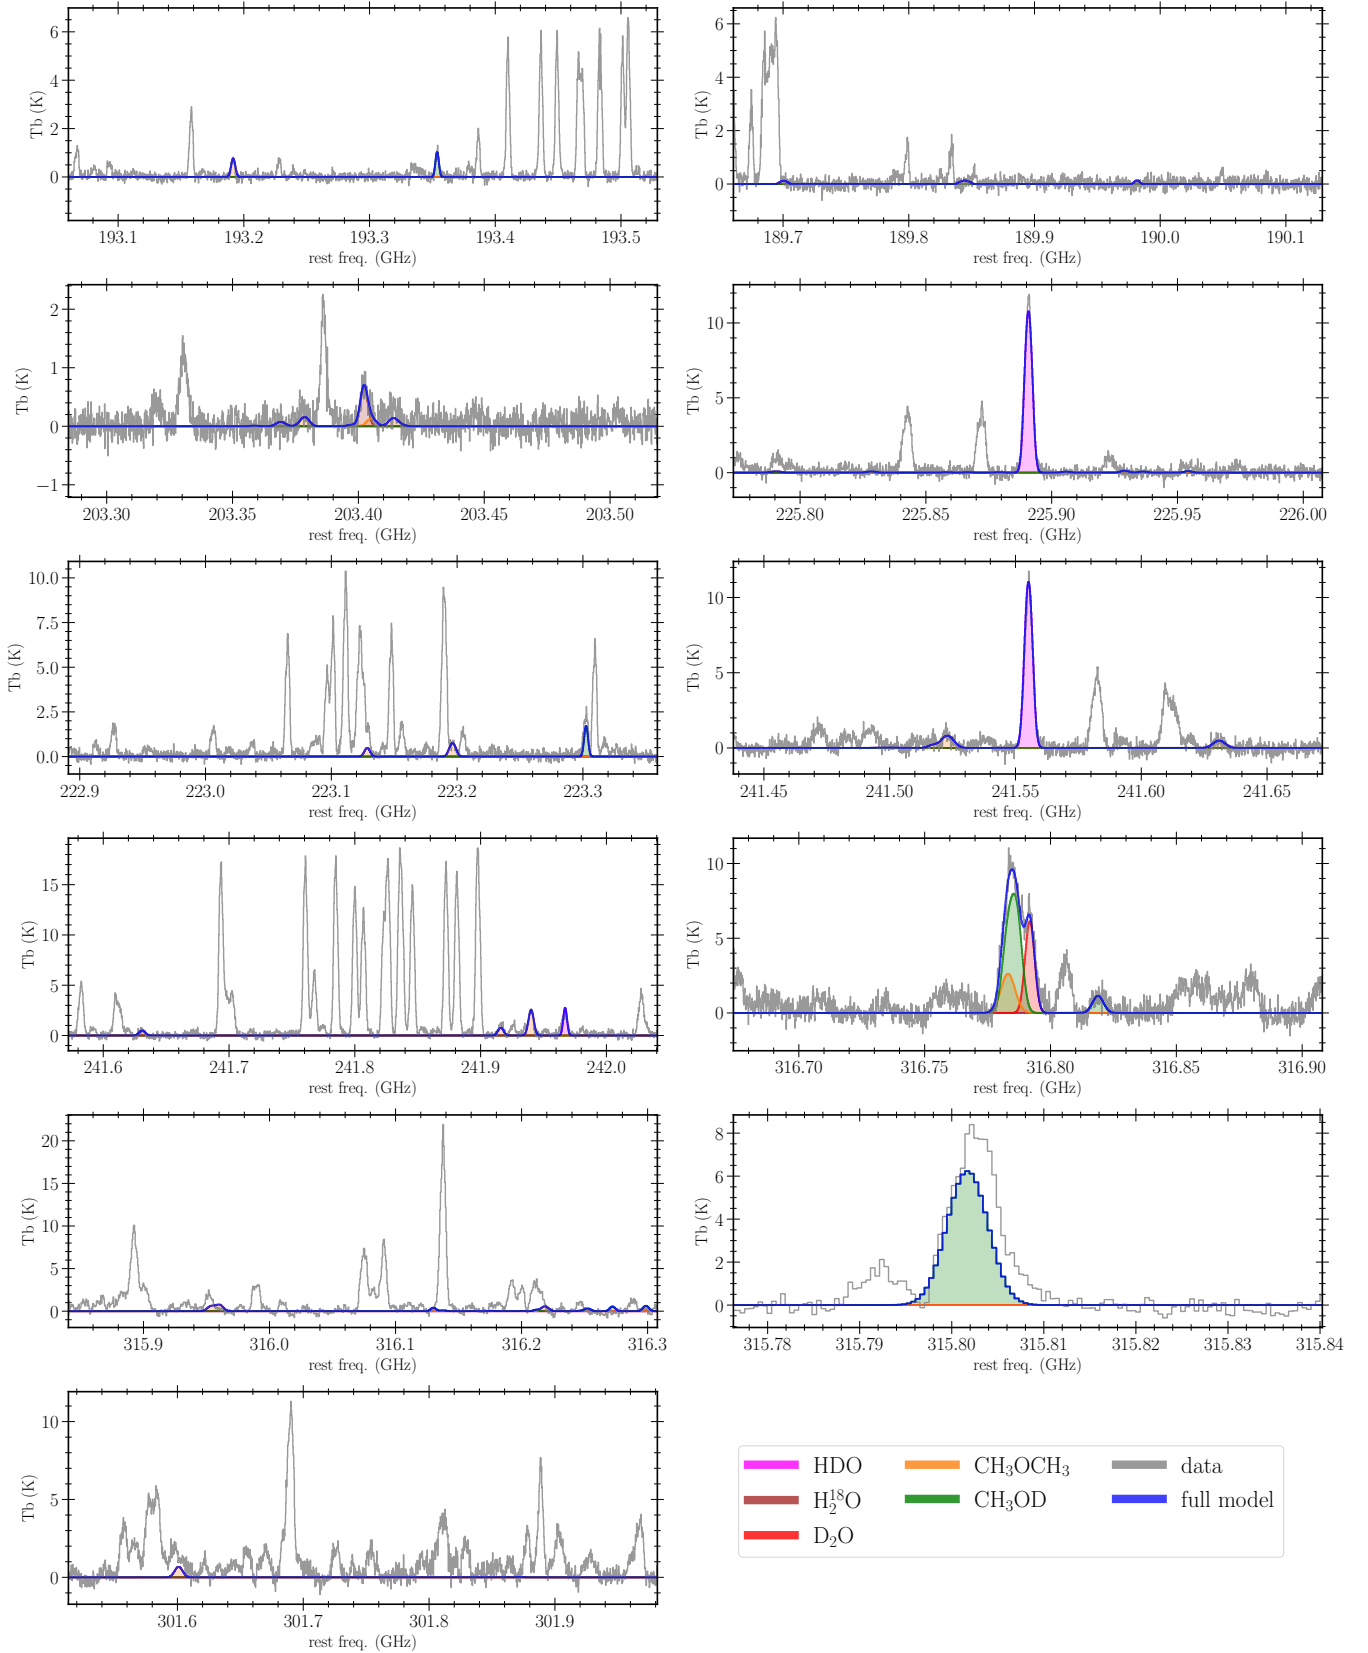 6
4
2
0
Tb (K)
193.1 193.2 193.3 193.4 193.5
rest freq. (GHz)
6
4
2
0
Tb (K)
189.7 189.8 189.9 190.0 190.1
rest freq. (GHz)
2
1
0
−1
Tb (K)
203.30 203.35 203.40 203.45 203.50
rest freq. (GHz)
10
5
0
Tb (K)
225.80 225.85 225.90 225.95 226.00
rest freq. (GHz)
10.0
7.5
5.0
2.5
0.0
Tb (K)
222.9 223.0 223.1 223.2 223.3
rest freq. (GHz)
10
5
0
Tb (K)
241.45 241.50 241.55 241.60 241.65
rest freq. (GHz)
15
10
5
0
Tb (K)
241.6 241.7 241.8 241.9 242.0
rest freq. (GHz)
10
5
0
Tb (K)
316.70 316.75 316.80 316.85 316.90
rest freq. (GHz)
20
15
10
5
0
Tb (K)
315.9 316.0 316.1 316.2 316.3
rest freq. (GHz)
8
6
4
2
0
Tb (K)
315.78 315.79 315.80 315.81 315.82 315.83 315.84
rest freq. (GHz)
10
5
0
Tb (K)
301.6 301.7 301.8 301.9
rest freq. (GHz)
HDO CH₃OCH₃ data
H₂¹⁸O CH₃OD full model
D₂O